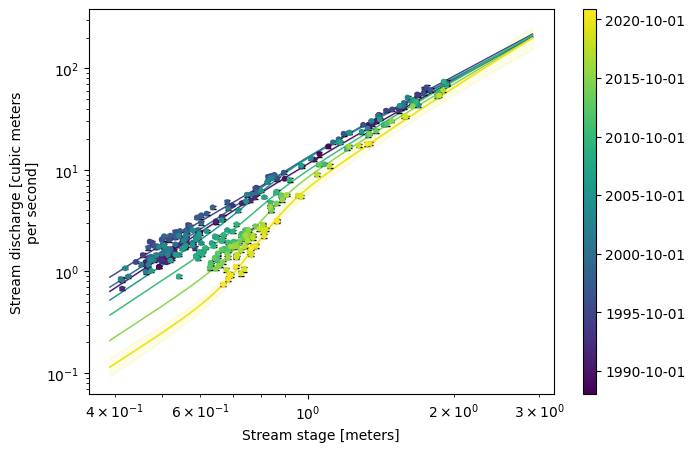 10²
10¹
10⁰
10⁻¹
Stream discharge [cubic meters
per second]
4 × 10⁻¹
6 × 10⁻¹
10⁰
2 × 10⁰
3 × 10⁰
Stream stage [meters]
2020-10-01
2015-10-01
2010-10-01
2005-10-01
2000-10-01
1995-10-01
1990-10-01